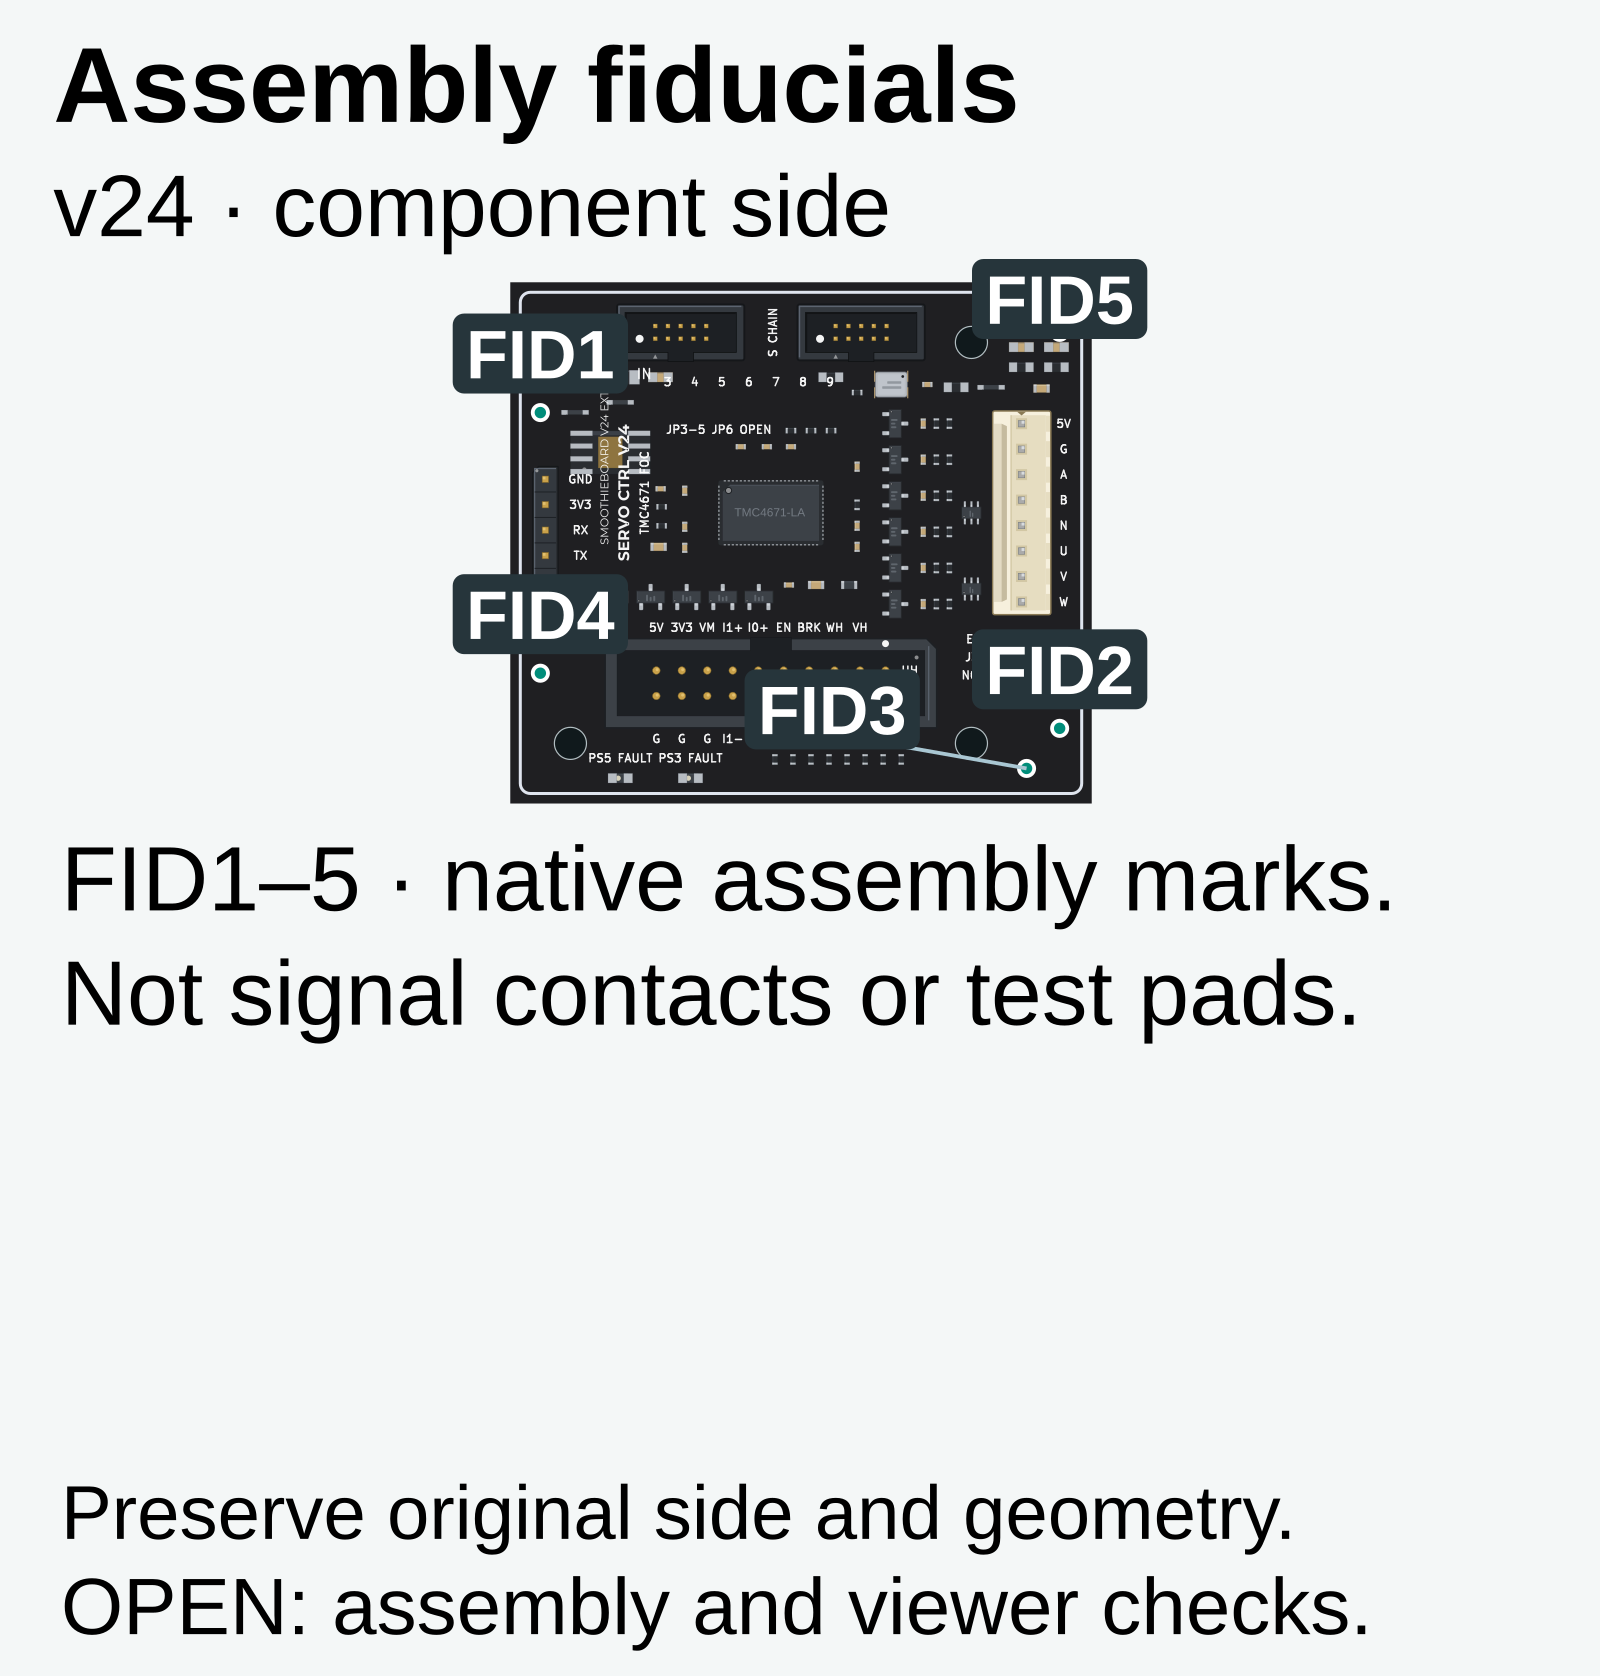 Assembly fiducials
v24 · component side
FID5
FID1
S CHAIN
IN
3 4 5 6 7 8 9
SMOOTHIEBOARD V24 EXT
SERVO CTRL V24
TMC4671 FOC
JP3-5 JP6 OPEN
TMC4671-LA
GND
3V3
RX
TX
5V
G
A
B
N
U
V
W
FID4
5V 3V3 VM I1+ I0+ EN BRK WH VH
FID2
FID3
G G G I1-
PS5 FAULT PS3 FAULT
FID1–5 · native assembly marks.
Not signal contacts or test pads.
Preserve original side and geometry.
OPEN: assembly and viewer checks.